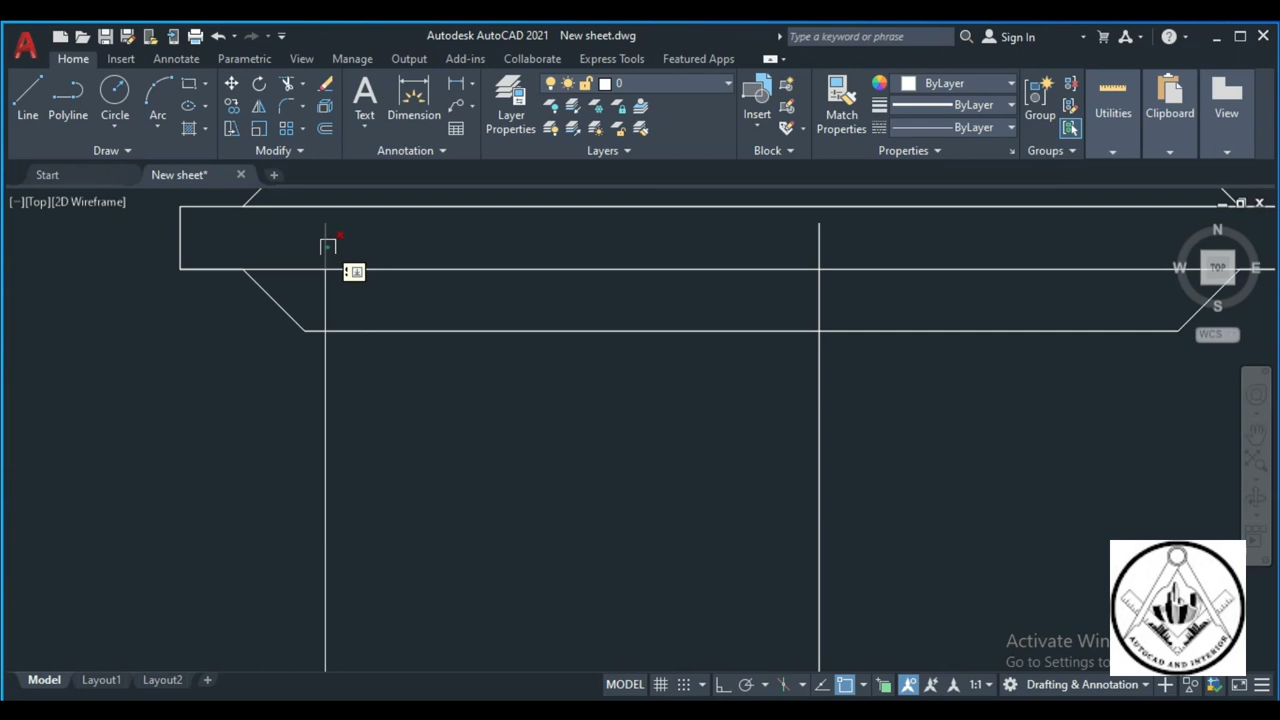 Autodesk AutoCAD 2021 New sheet.dwg
Type a keyword or phrase
Sign In
Home Insert Annotate Parametric View Manage Output Add-ins Collaborate Express Tools Featured Apps
Line Polyline Circle Arc
Text Dimension
Layer Properties
0
Insert
Match Properties
ByLayer
ByLayer
ByLayer
Group
Utilities
Clipboard
View
Draw Modify Annotation Layers Block Properties Groups
Start New sheet*
[−][Top][2D Wireframe]
N
W TOP E
S
WCS
Activate Win
Go to Settings to
AUTOCAD AND INTERIOR
Model Layout1 Layout2
MODEL
1:1
Drafting & Annotation